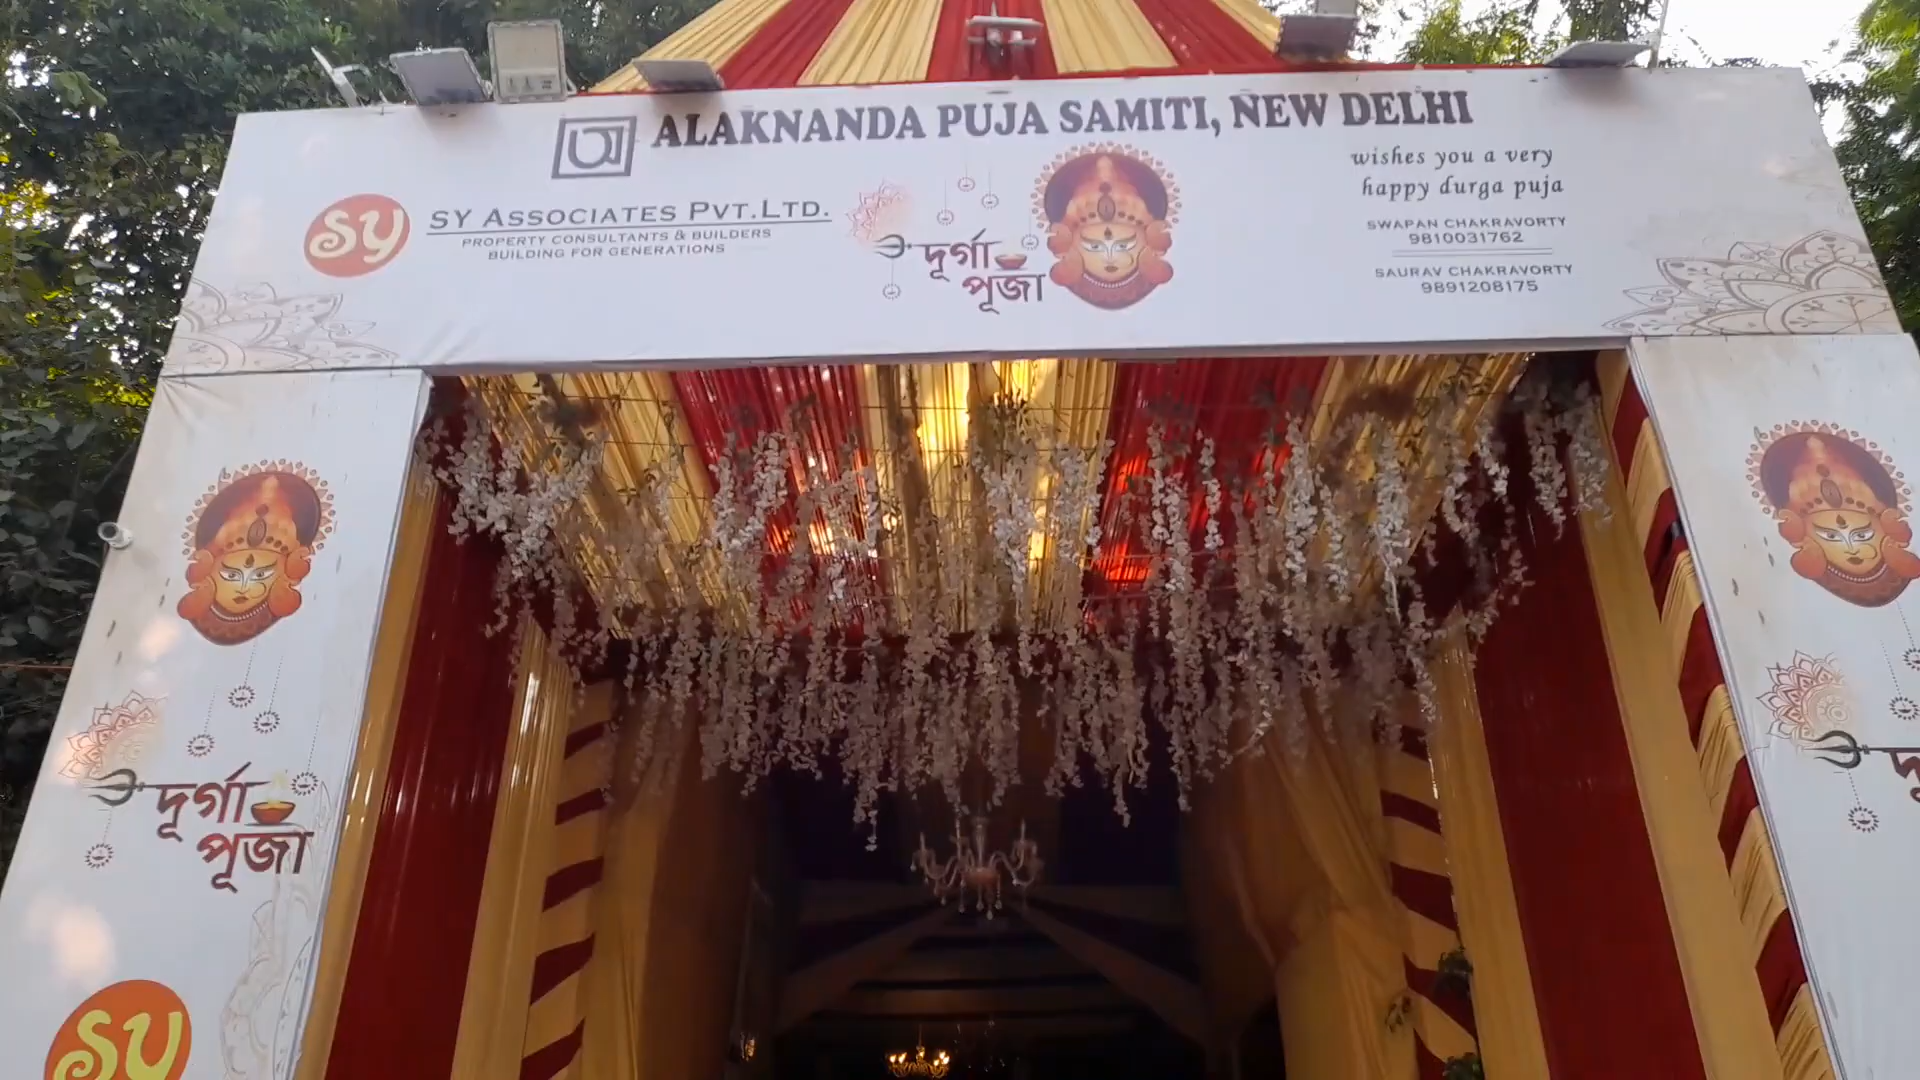 আ ALAKNANDA PUJA SAMITI, NEW DELHI
SY
SY ASSOCIATES PVT.LTD.
PROPERTY CONSULTANTS & BUILDERS
BUILDING FOR GENERATIONS
দূর্গা
পূজা
wishes you a very
happy durga puja
SWAPAN CHAKRAVORTY
9810031762
SAURAV CHAKRAVORTY
9891208175
দূর্গা
পূজা
SY